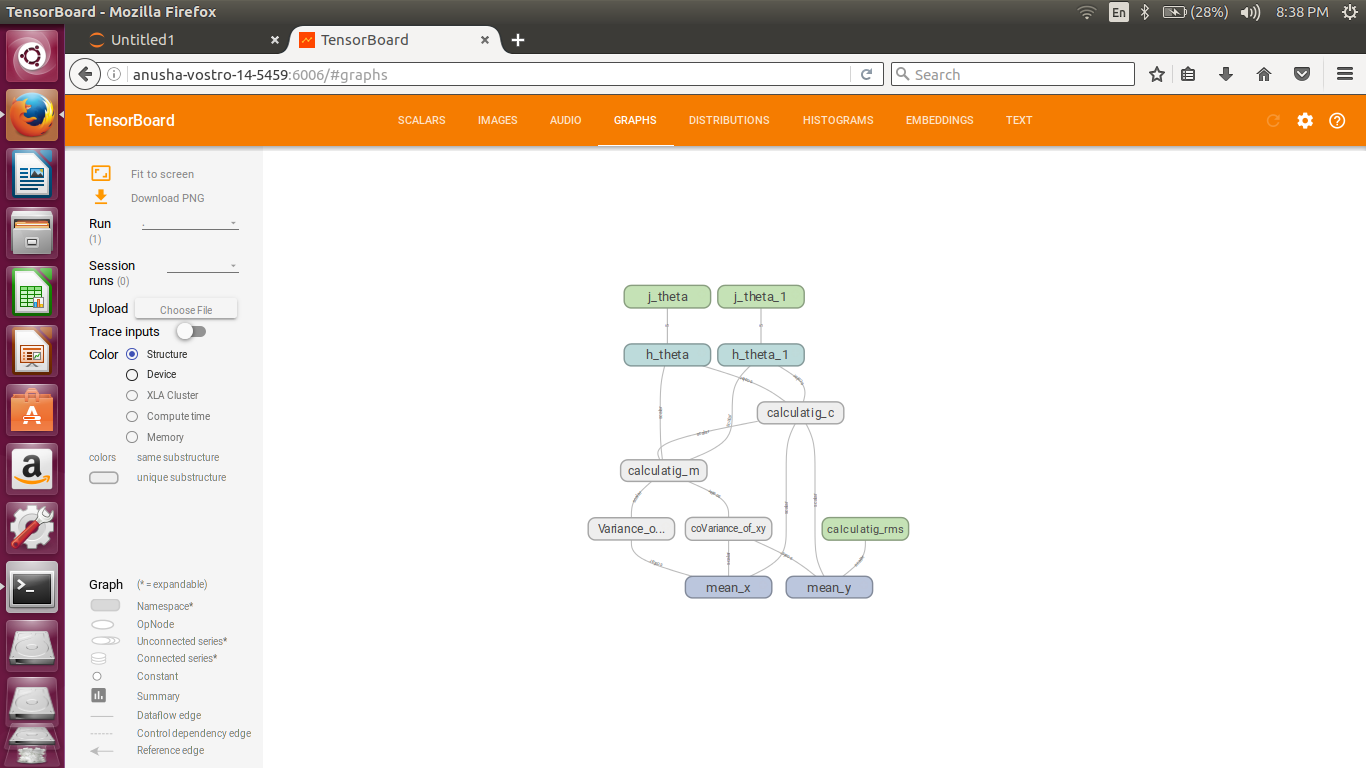 TensorBoard - Mozilla Firefox
En
(28%)
8:38 PM
Untitled1
TensorBoard
anusha-vostro-14-5459:6006/#graphs
Search
TensorBoard
SCALARS
IMAGES
AUDIO
GRAPHS
DISTRIBUTIONS
HISTOGRAMS
EMBEDDINGS
TEXT
Fit to screen
Download PNG
Run
(1)
.
Session
runs (0)
Upload
Choose File
Trace inputs
Color
Structure
Device
XLA Cluster
Compute time
Memory
colors
same substructure
unique substructure
Graph
(* = expandable)
Namespace*
OpNode
Unconnected series*
Connected series*
Constant
Summary
Dataflow edge
Control dependency edge
Reference edge
j_theta
j_theta_1
h_theta
h_theta_1
calculatig_c
calculatig_m
Variance_o...
coVariance_of_xy
calculatig_rms
mean_x
mean_y